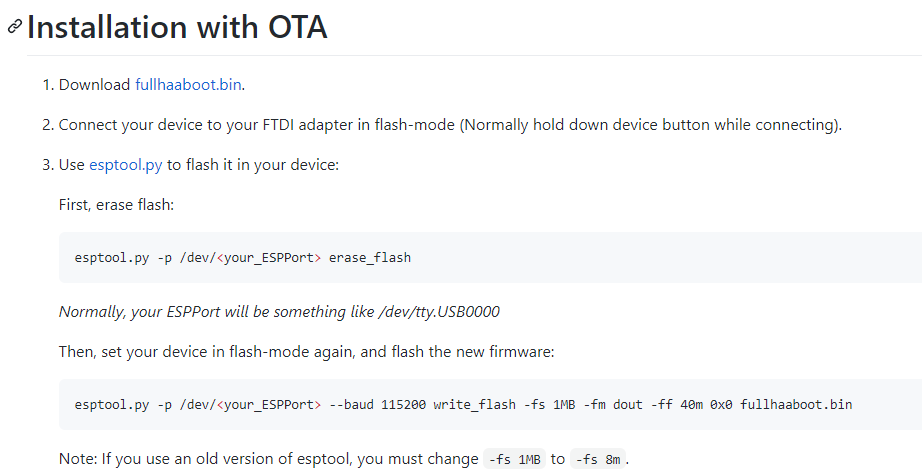 Installation with OTA
1. Download fullhaaboot.bin.
2. Connect your device to your FTDI adapter in flash-mode (Normally hold down device button while connecting).
3. Use esptool.py to flash it in your device:
First, erase flash:
esptool.py -p /dev/<your_ESPPort> erase_flash
Normally, your ESPPort will be something like /dev/tty.USB0000
Then, set your device in flash-mode again, and flash the new firmware:
esptool.py -p /dev/<your_ESPPort> --baud 115200 write_flash -fs 1MB -fm dout -ff 40m 0x0 fullhaaboot.bin
Note: If you use an old version of esptool, you must change -fs 1MB to -fs 8m.